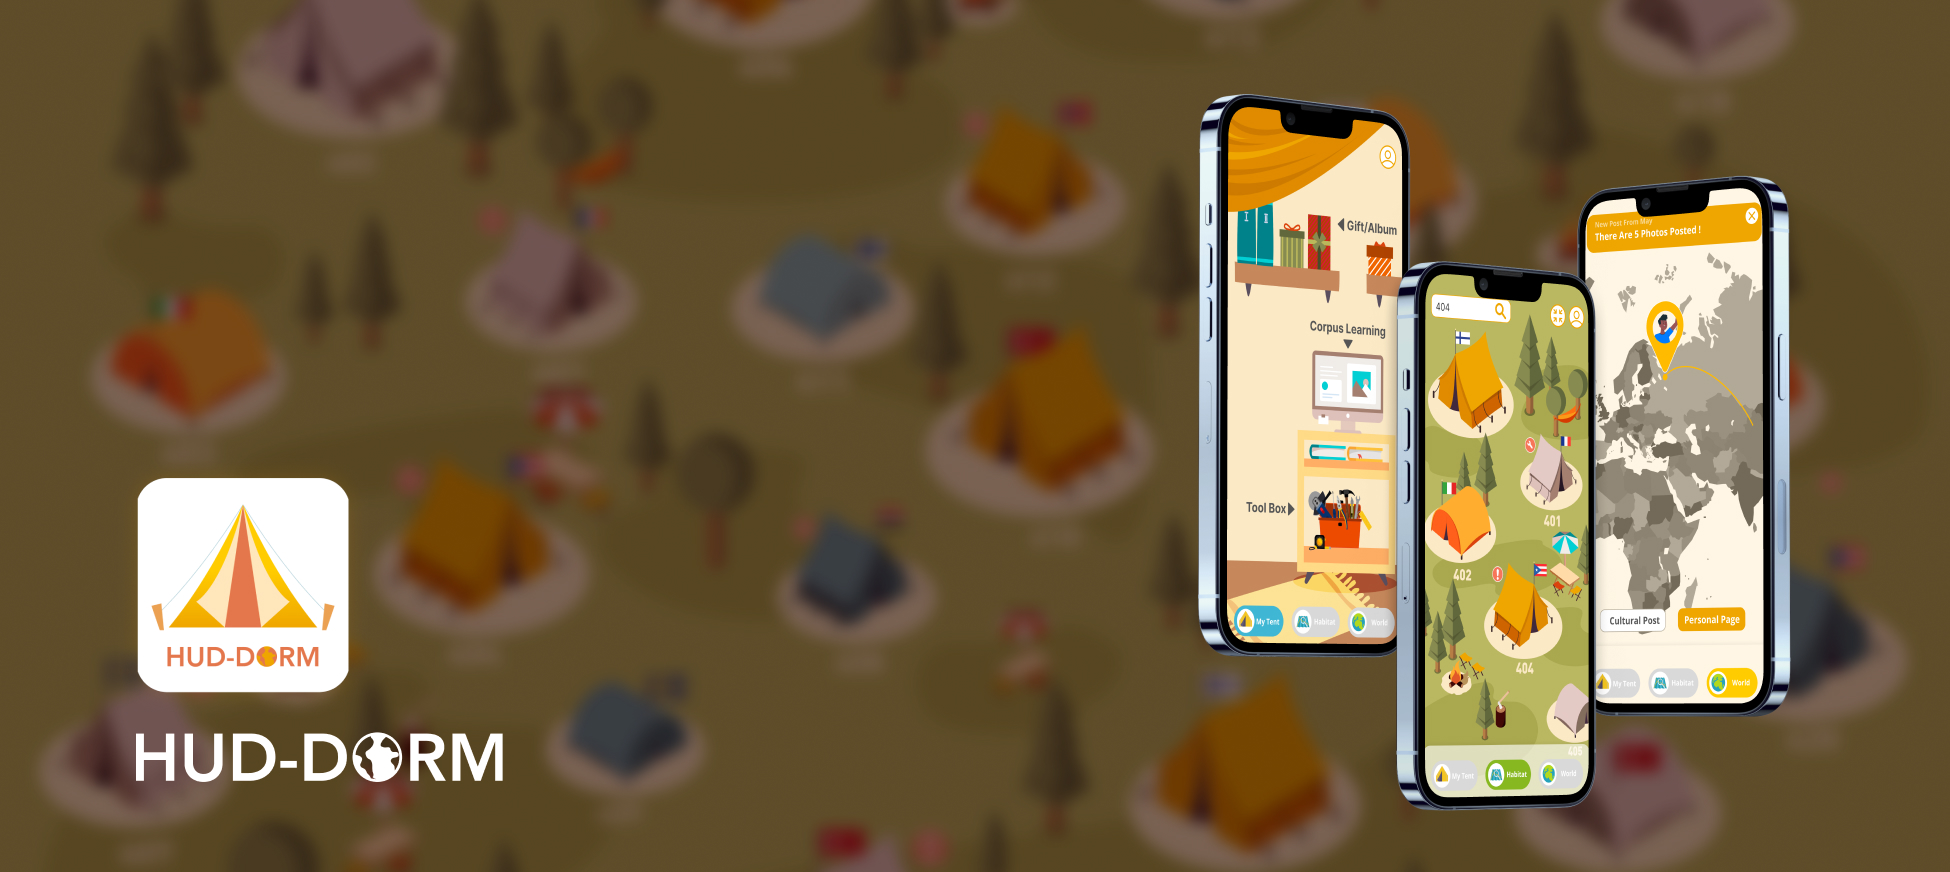 HUD-DORM
HUD-DORM
Gift/Album
Corpus Learning
Tool Box
My Tent
Habitat
World
404
401
402
404
405
My Tent
Habitat
World
New Post From May
There Are 5 Photos Posted !
Cultural Post
Personal Page
My Tent
Habitat
World